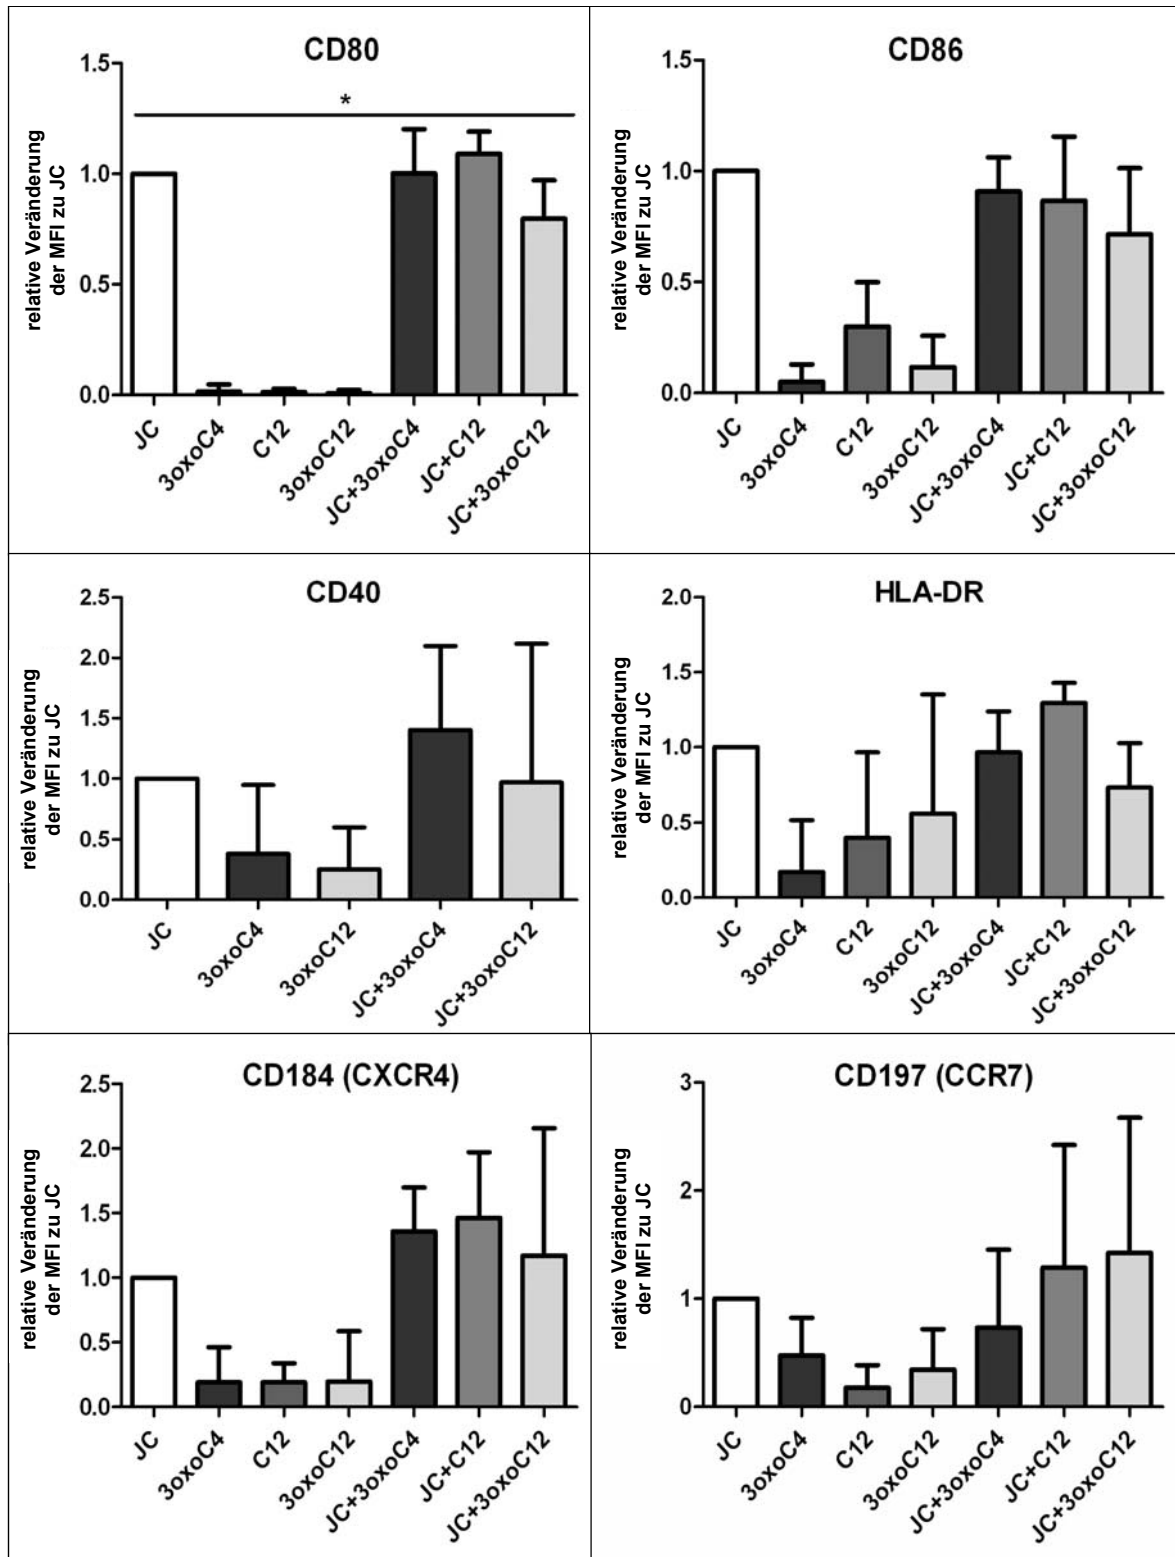 CD80
relative Veränderung
der MFI zu JC
1.5
1.0
0.5
0.0
*
JC
3oxoC4
C12
3oxoC12
JC+3oxoC4
JC+C12
JC+3oxoC12
CD86
relative Veränderung
der MFI zu JC
1.5
1.0
0.5
0.0
JC
3oxoC4
C12
3oxoC12
JC+3oxoC4
JC+C12
JC+3oxoC12
CD40
relative Veränderung
der MFI zu JC
2.5
2.0
1.5
1.0
0.5
0.0
JC
3oxoC4
3oxoC12
JC+3oxoC4
JC+3oxoC12
HLA-DR
relative Veränderung
der MFI zu JC
2.0
1.5
1.0
0.5
0.0
JC
3oxoC4
C12
3oxoC12
JC+3oxoC4
JC+C12
JC+3oxoC12
CD184 (CXCR4)
relative Veränderung
der MFI zu JC
2.5
2.0
1.5
1.0
0.5
0.0
JC
3oxoC4
C12
3oxoC12
JC+3oxoC4
JC+C12
JC+3oxoC12
CD197 (CCR7)
relative Veränderung
der MFI zu JC
3
2
1
0
JC
3oxoC4
C12
3oxoC12
JC+3oxoC4
JC+C12
JC+3oxoC12